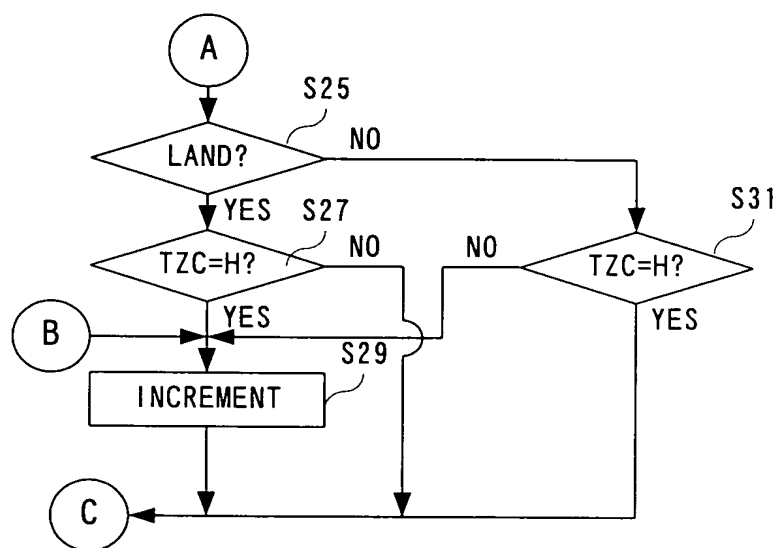 A
S25
LAND?
NO
YES
S27
S31
TZC=H?
NO
NO
TZC=H?
YES
YES
B
S29
INCREMENT
C